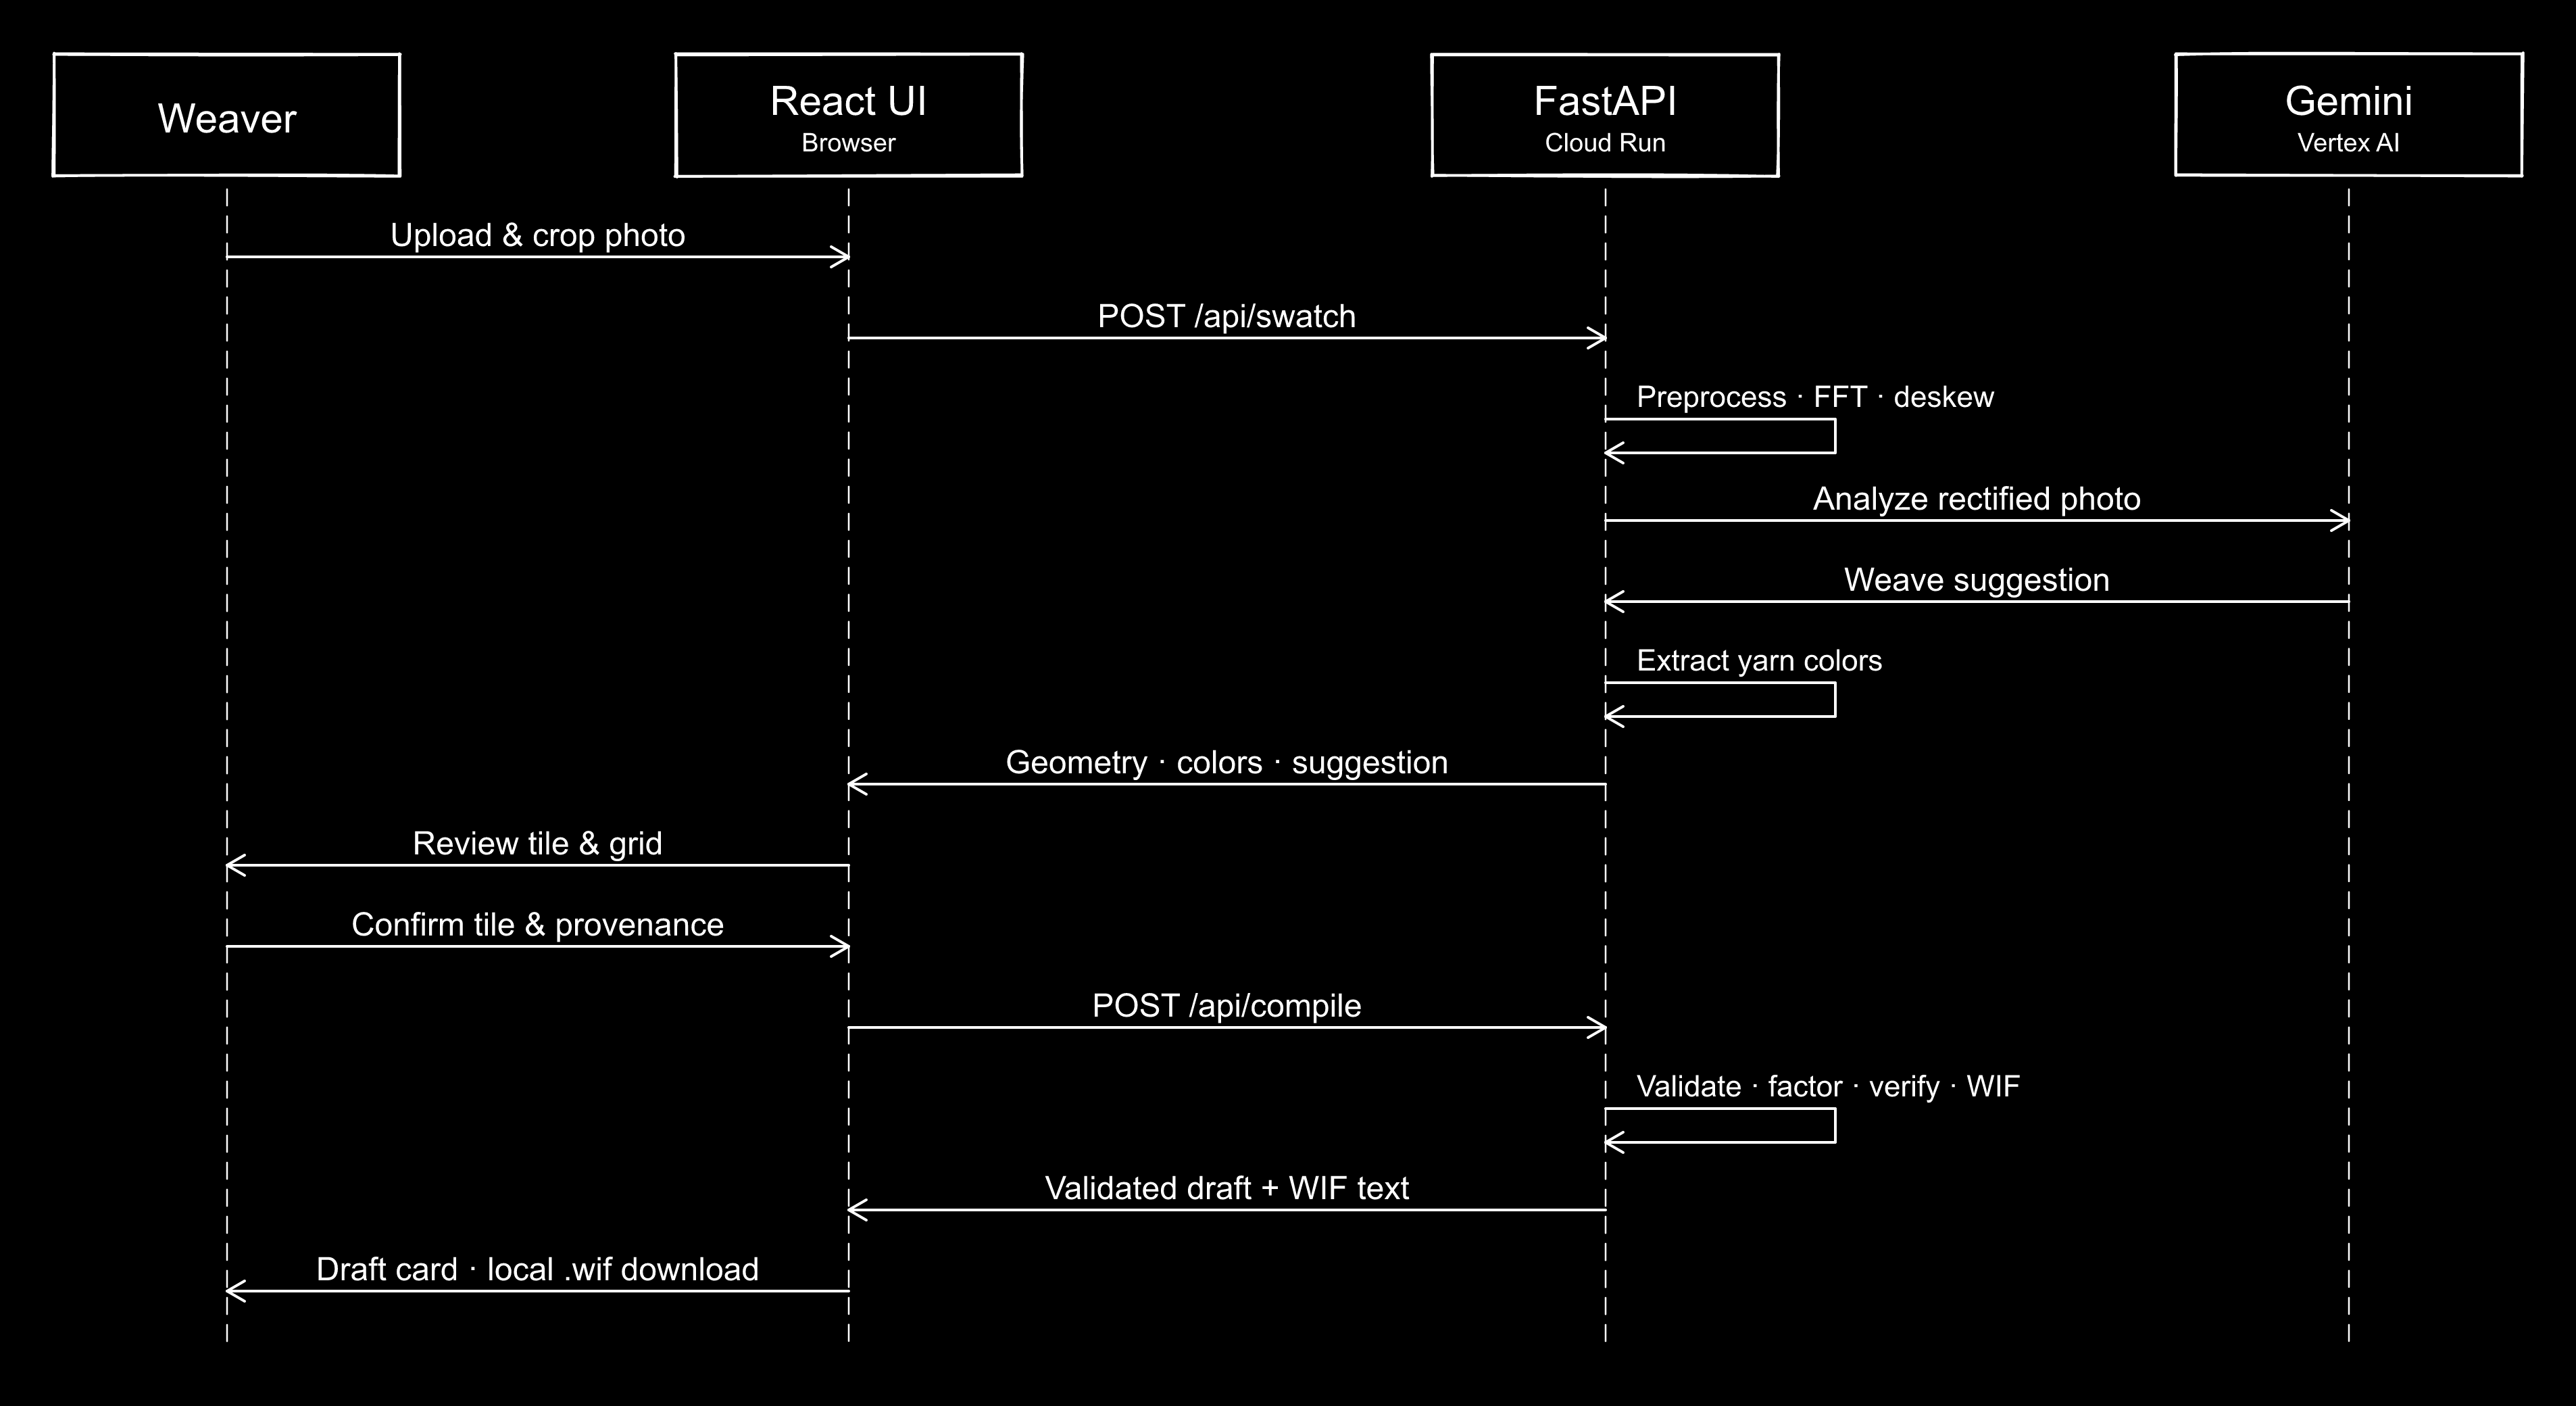 Weaver
React UI
Browser
FastAPI
Cloud Run
Gemini
Vertex AI
Upload & crop photo
POST /api/swatch
Preprocess · FFT · deskew
Analyze rectified photo
Weave suggestion
Extract yarn colors
Geometry · colors · suggestion
Review tile & grid
Confirm tile & provenance
POST /api/compile
Validate · factor · verify · WIF
Validated draft + WIF text
Draft card · local .wif download